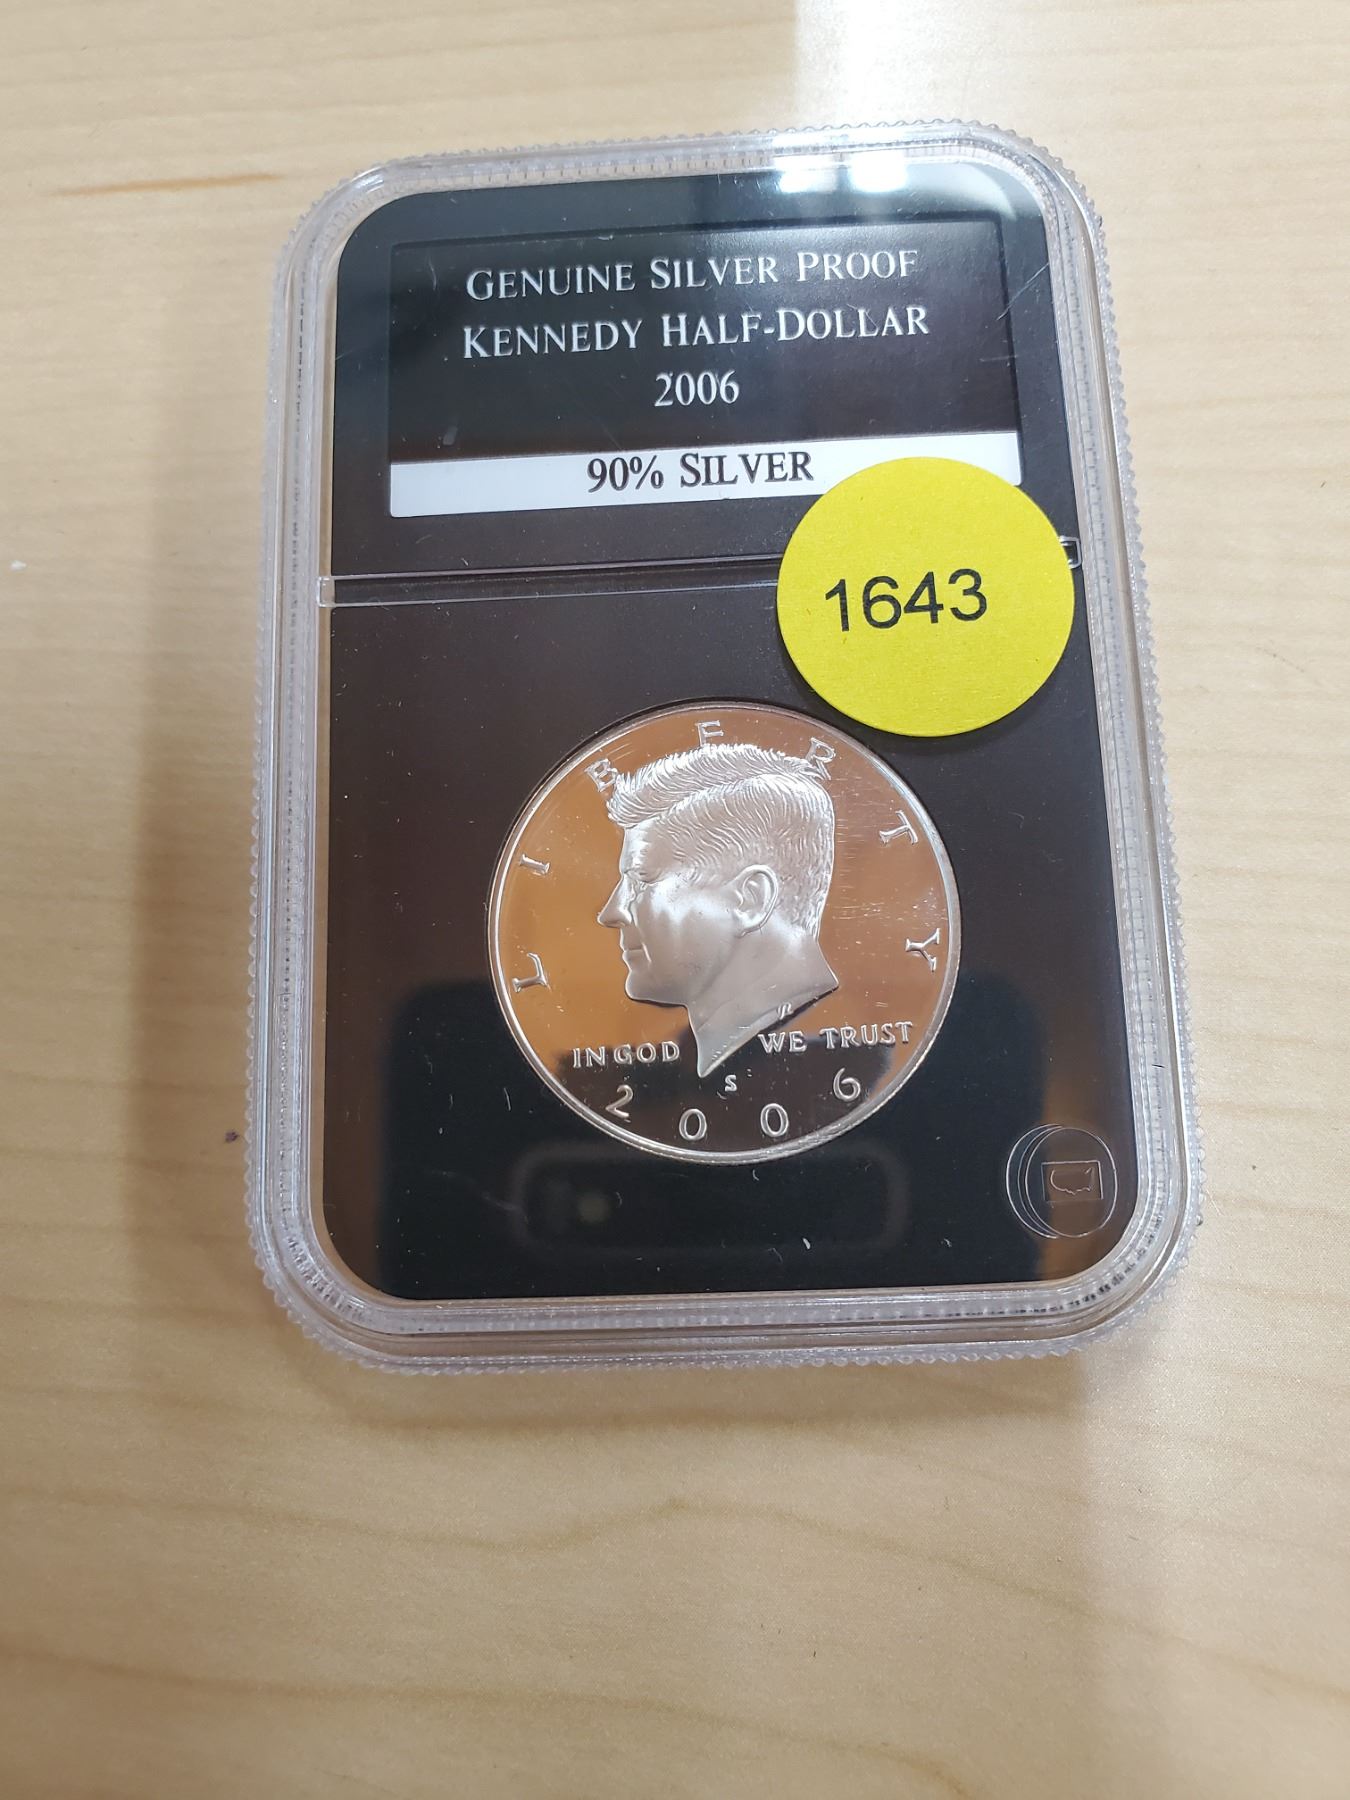 GENUINE SILVER PROOF
KENNEDY HALF-DOLLAR
2006
90% SILVER
1643
LIBERTY
IN GOD WE TRUST
S
2006